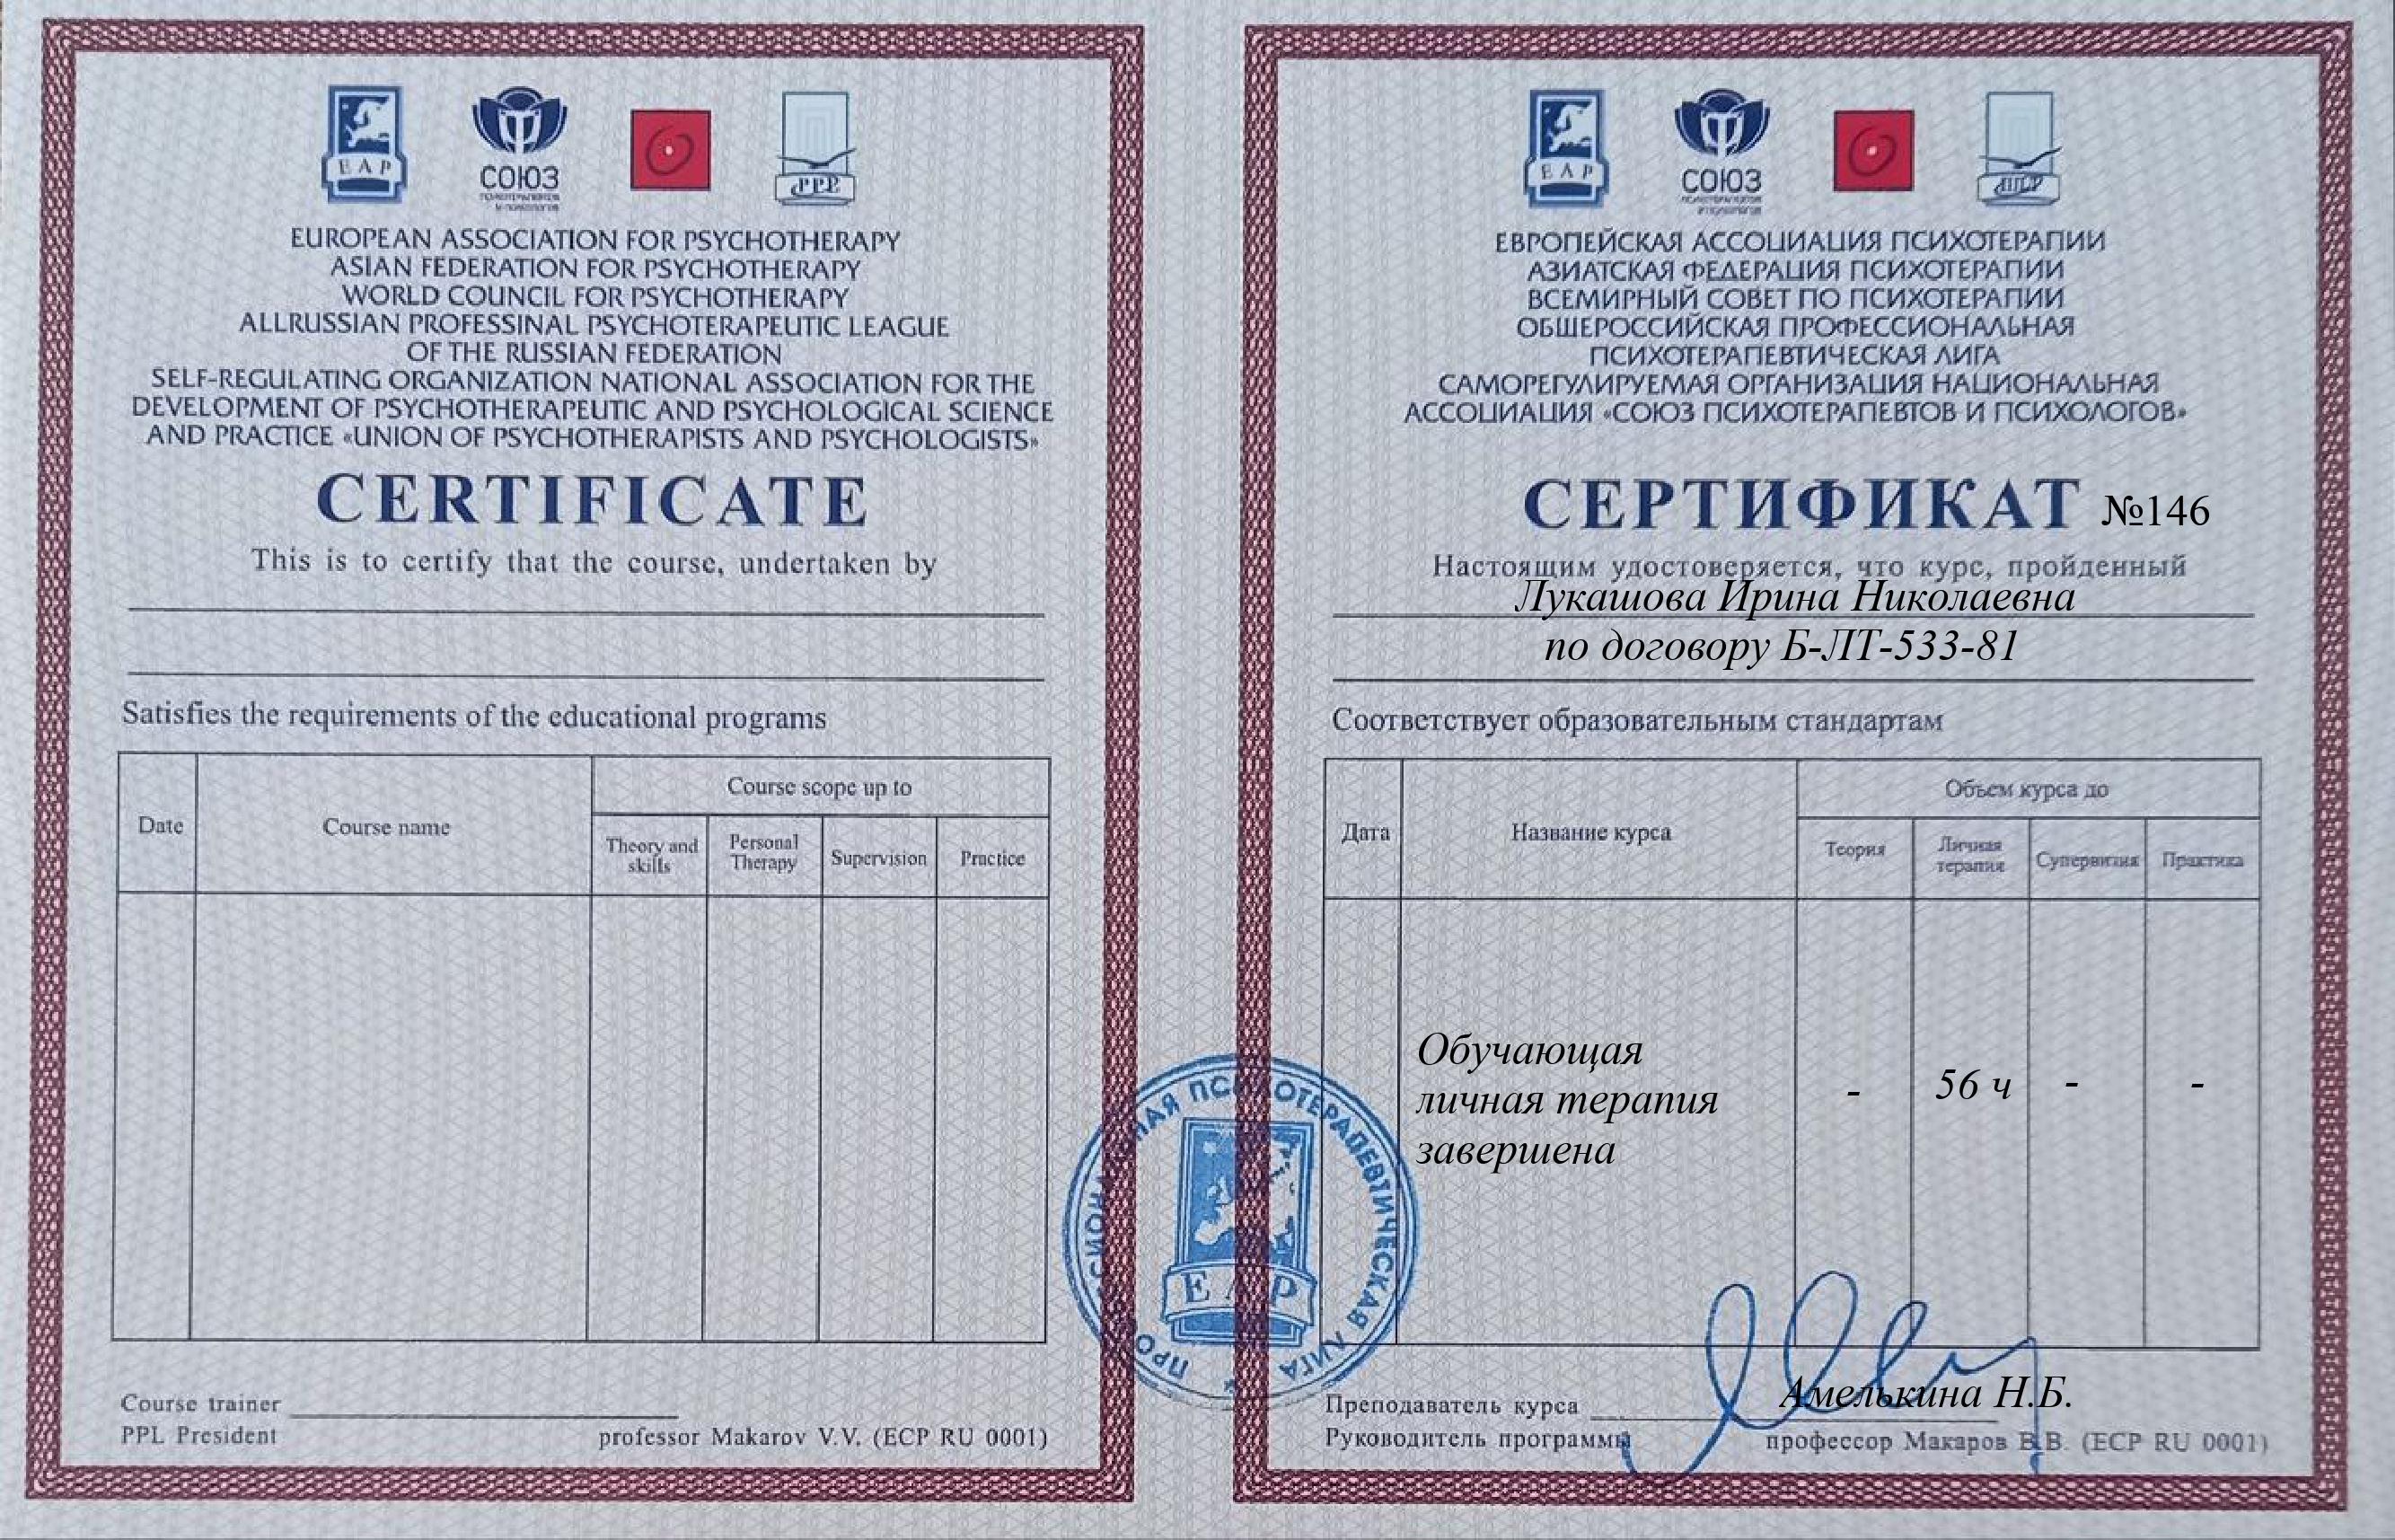 EAP
СОЮЗ
ПСИХОТЕРАПЕВТОВ
И ПСИХОЛОГОВ
PPL
EUROPEAN ASSOCIATION FOR PSYCHOTHERAPY
ASIAN FEDERATION FOR PSYCHOTHERAPY
WORLD COUNCIL FOR PSYCHOTHERAPY
ALLRUSSIAN PROFESSINAL PSYCHOTERAPEUTIC LEAGUE
OF THE RUSSIAN FEDERATION
SELF-REGULATING ORGANIZATION NATIONAL ASSOCIATION FOR THE
DEVELOPMENT OF PSYCHOTHERAPEUTIC AND PSYCHOLOGICAL SCIENCE
AND PRACTICE «UNION OF PSYCHOTHERAPISTS AND PSYCHOLOGISTS»
CERTIFICATE
This is to certify that the course, undertaken by
Satisfies the requirements of the educational programs
Date
Course name
Course scope up to
Theory and
skills
Personal
Therapy
Supervision
Practice
Course trainer
PPL President
professor Makarov V.V. (ECP RU 0001)
EAP
СОЮЗ
ПСИХОТЕРАПЕВТОВ
И ПСИХОЛОГОВ
ЕВРОПЕЙСКАЯ АССОЦИАЦИЯ ПСИХОТЕРАПИИ
АЗИАТСКАЯ ФЕДЕРАЦИЯ ПСИХОТЕРАПИИ
ВСЕМИРНЫЙ СОВЕТ ПО ПСИХОТЕРАПИИ
ОБЩЕРОССИЙСКАЯ ПРОФЕССИОНАЛЬНАЯ
ПСИХОТЕРАПЕВТИЧЕСКАЯ ЛИГА
САМОРЕГУЛИРУЕМАЯ ОРГАНИЗАЦИЯ НАЦИОНАЛЬНАЯ
АССОЦИАЦИЯ «СОЮЗ ПСИХОТЕРАПЕВТОВ И ПСИХОЛОГОВ»
СЕРТИФИКАТ №146
Настоящим удостоверяется, что курс, пройденный
Лукашова Ирина Николаевна
по договору Б-ЛТ-533-81
Соответствует образовательным стандартам
Дата
Название курса
Объем курса до
Теория
Личная
терапия
Супервизия
Практика
Обучающая
личная терапия
завершена
- 56 ч - -
ПСИХОТЕРАПЕВТИЧЕСКАЯ ЛИГА
EAP
Преподаватель курса Амелькина Н.Б.
Руководитель программы профессор Макаров В.В. (ECP RU 0001)